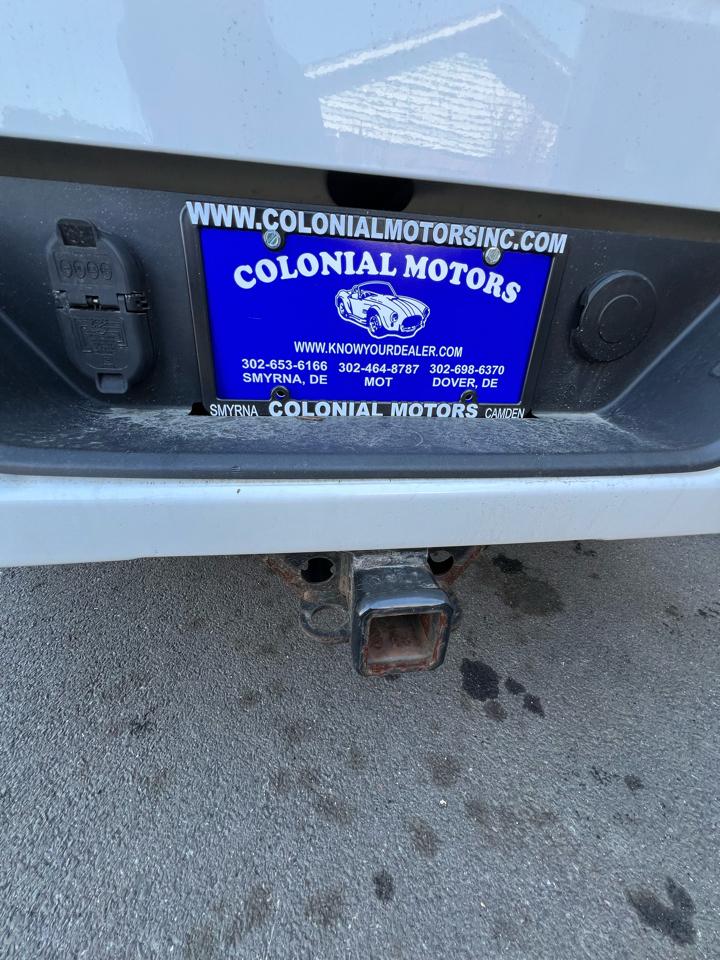 WWW.COLONIALMOTORSINC.COM
COLONIAL MOTORS
WWW.KNOWYOURDEALER.COM
302-653-6166 302-464-8787 302-698-6370
SMYRNA, DE MOT DOVER, DE
SMYRNA COLONIAL MOTORS CAMDEN